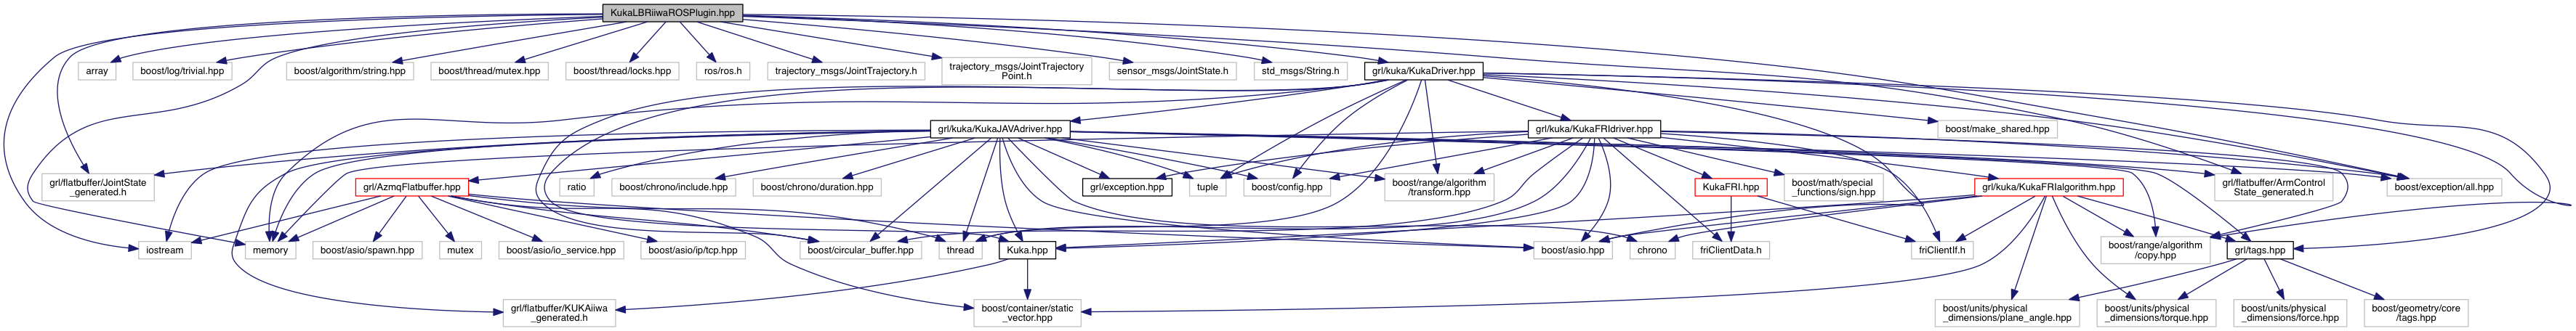 KukaLBRiiwaROSPlugin.hpp
array
boost/log/trivial.hpp
boost/algorithm/string.hpp
boost/thread/mutex.hpp
boost/thread/locks.hpp
ros/ros.h
trajectory_msgs/JointTrajectory.h
trajectory_msgs/JointTrajectory
Point.h
sensor_msgs/JointState.h
std_msgs/String.h
grl/kuka/KukaDriver.hpp
grl/kuka/KukaJAVAdriver.hpp
grl/kuka/KukaFRIdriver.hpp
boost/make_shared.hpp
grl/flatbuffer/JointState
_generated.h
grl/AzmqFlatbuffer.hpp
ratio
boost/chrono/include.hpp
boost/chrono/duration.hpp
grl/exception.hpp
tuple
boost/config.hpp
boost/range/algorithm
/transform.hpp
KukaFRI.hpp
boost/math/special
_functions/sign.hpp
grl/kuka/KukaFRIalgorithm.hpp
grl/flatbuffer/ArmControl
State_generated.h
boost/exception/all.hpp
iostream
memory
boost/asio/spawn.hpp
mutex
boost/asio/io_service.hpp
boost/asio/ip/tcp.hpp
boost/circular_buffer.hpp
thread
Kuka.hpp
boost/asio.hpp
chrono
friClientData.h
friClientIf.h
boost/range/algorithm
/copy.hpp
grl/tags.hpp
grl/flatbuffer/KUKAiiwa
_generated.h
boost/container/static
_vector.hpp
boost/units/physical
_dimensions/plane_angle.hpp
boost/units/physical
_dimensions/torque.hpp
boost/units/physical
_dimensions/force.hpp
boost/geometry/core
/tags.hpp